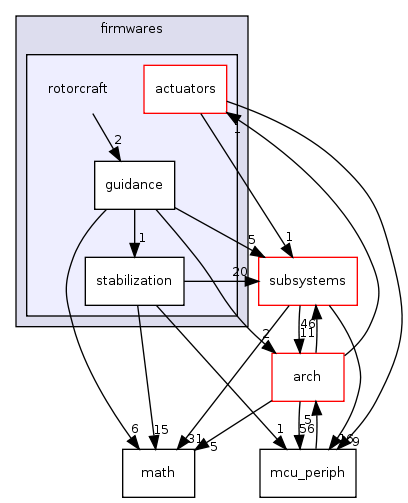 firmwares
rotorcraft
actuators
2
1
guidance
1
5
1
stabilization
20
subsystems
46
11
2
arch
6
15
31
5
1
5
56
9
math
mcu_periph